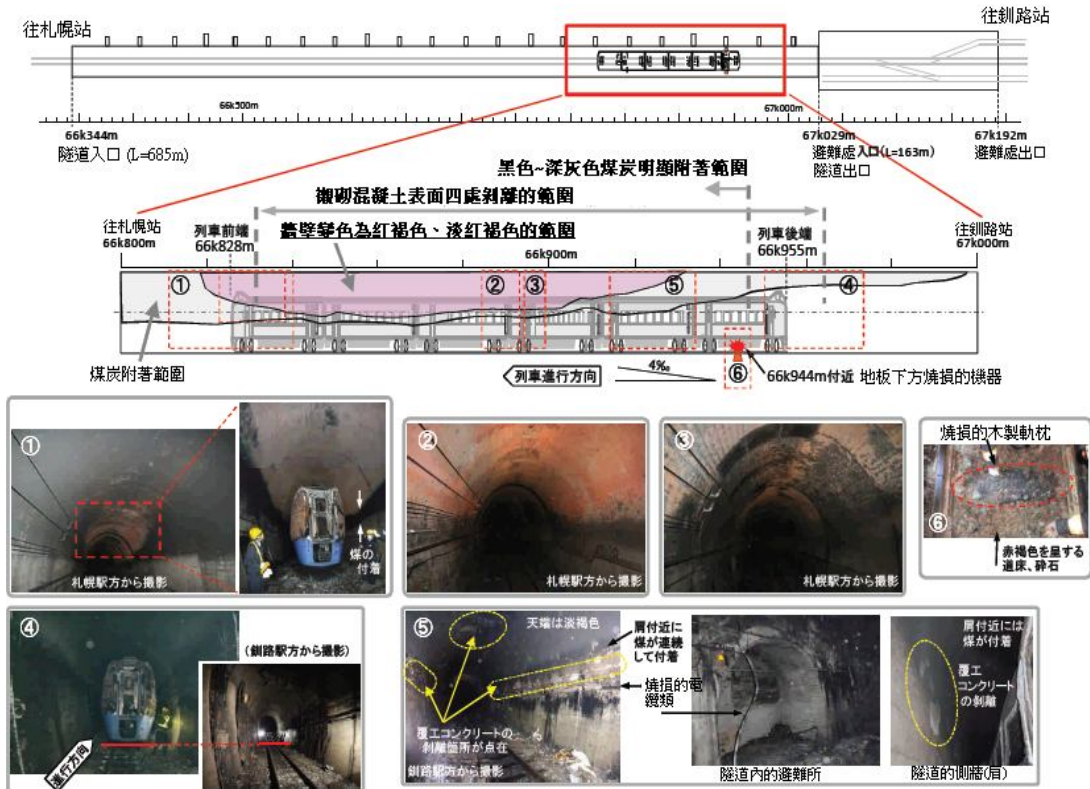 往札幌站
往釧路站
66k500m
67k000m
66k344m
隧道入口 (L=685m)
67k029m
避難處入口(L=163m)
隧道出口
67k192m
避難處出口
黑色~深灰色煤炭明顯附著範圍
襯砌混凝土表面四處剝離的範圍
牆壁變色為紅褐色、淡紅褐色的範圍
往札幌站
66k800m
列車前端
66k828m
66k900m
列車後端
66k955m
往釧路站
67k000m
①
②
③
⑤
④
煤炭附著範圍
列車進行方向
4‰
⑥
66k944m付近 地板下方燒損的機器
①
札幌駅方から撮影
煤の
付着
②
札幌駅方から撮影
③
札幌駅方から撮影
燒損的木製軌枕
⑥
赤褐色を呈する
道床、砕石
④
(釧路駅方から撮影)
進行方向
⑤
天端は淡褐色
肩付近に
煤が連続
して付着
燒損的電
纜類
覆工コンクリートの
剥離箇所が点在
釧路駅方から撮影
隧道內的避難所
肩付近には
煤が付着
覆工
コンクリート
の剥離
隧道的側牆(肩)